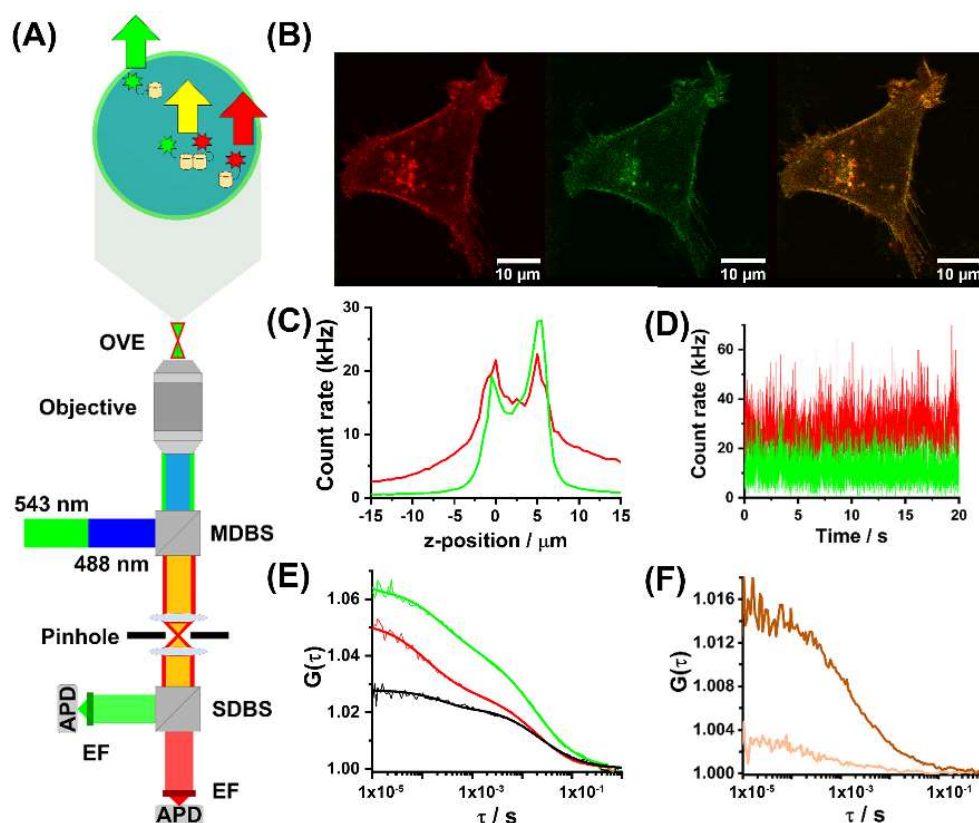 (A)
OVE
Objective
543 nm
488 nm
MDBS
Pinhole
SDBS
APD
EF
EF
APD
(B)
10 µm
10 µm
10 µm
(C)
Count rate (kHz)
30
20
10
0
-15
-10
-5
0
5
10
15
z-position / µm
(D)
Count rate (kHz)
60
40
20
0
0
5
10
15
20
Time / s
(E)
G(τ)
1.06
1.04
1.02
1.00
1x10⁻⁵
1x10⁻³
1x10⁻¹
τ / s
(F)
G(τ)
1.016
1.012
1.008
1.004
1.000
1x10⁻⁵
1x10⁻³
1x10⁻¹
τ / s